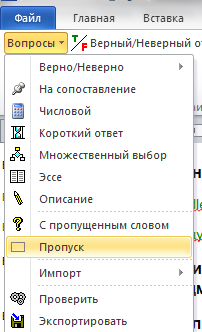 Файл Главная Вставка
Вопросы T/F Верный/Неверный о
Верно/Неверно
На сопоставление
Числовой
Короткий ответ
Множественный выбор
Эссе
Описание
С пропущенным словом
Пропуск
Импорт
Проверить
Экспортировать